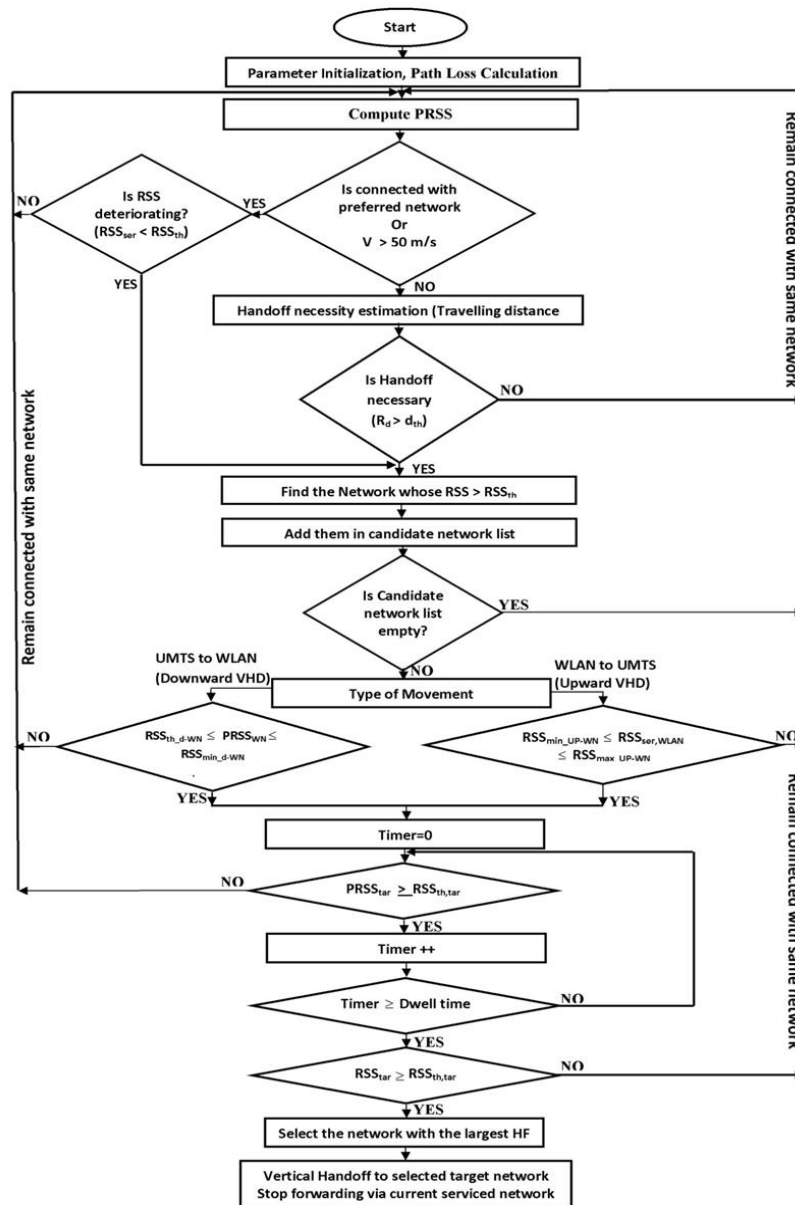 Start
Parameter Initialization, Path Loss Calculation
Compute PRSS
Is RSS
deteriorating?
(RSSser < RSSth)
NO
YES
YES
Is connected with
preferred network
Or
V > 50 m/s
NO
Handoff necessity estimation (Travelling distance
Is Handoff
necessary
(Rd > dth)
NO
YES
Remain connected with same network
Find the Network whose RSS > RSSth
Add them in candidate network list
Is Candidate
network list
empty?
YES
NO
Remain connected with same network
UMTS to WLAN
(Downward VHD)
Type of Movement
WLAN to UMTS
(Upward VHD)
RSSth_d-WN ≤ PRSSWN ≤
RSSmin_d-WN
.
NO
YES
RSSmin_UP-WN ≤ RSSser,WLAN
≤ RSSmax UP-WN
NO
YES
Timer=0
PRSStar ≥ RSSth,tar
NO
YES
Timer ++
Timer ≥ Dwell time
NO
YES
RSStar ≥ RSSth,tar
NO
YES
Remain connected with same network
Select the network with the largest HF
Vertical Handoff to selected target network
Stop forwarding via current serviced network